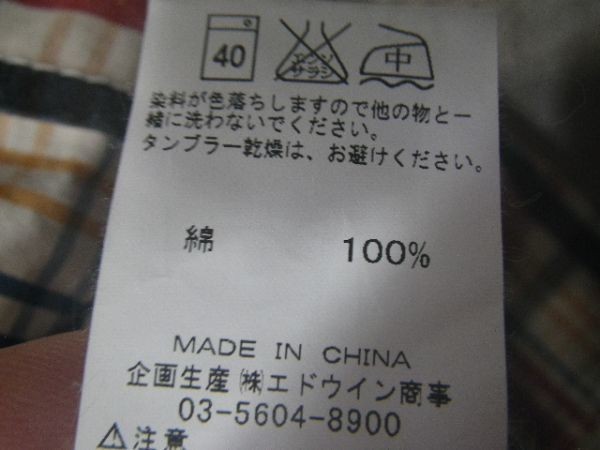 40 エンソサラシ 中
染料が色落ちしますので他の物と一
緒に洗わないでください。
タンブラー乾燥は、お避けください。
綿 100%
MADE IN CHINA
企画生産㈱エドウイン商事
03-5604-8900
⚠注意